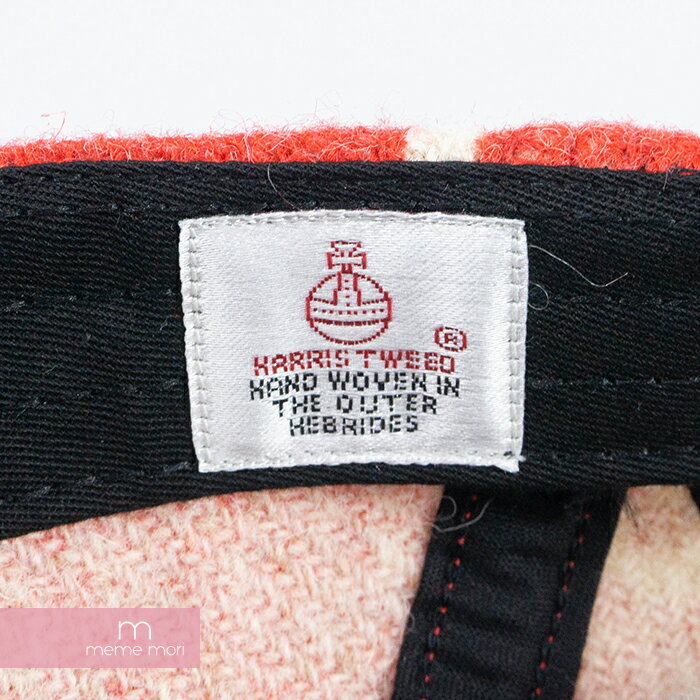 ®
HARRIS TWEED
HAND WOVEN IN
THE OUTER
HEBRIDES
m
meme mori